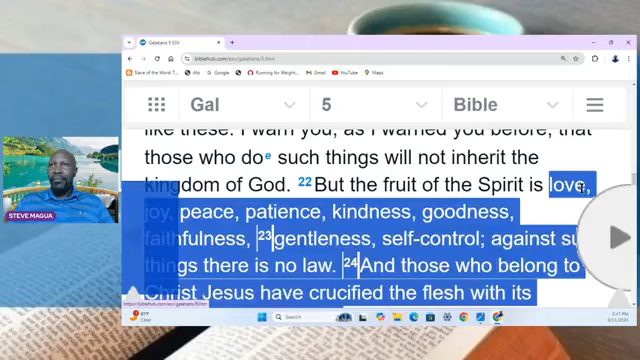 Galatians 5 ESV
biblehub.com/esv/galatians/5.htm
Slave of the Word: T
Google
Running for Weight
Gmail
YouTube
Maps
Gal
5
Bible
like these. I warn you, as I warned you before, that
those who do e such things will not inherit the
kingdom of God. 22 But the fruit of the Spirit is love,
joy, peace, patience, kindness, goodness,
faithfulness, 23 gentleness, self-control; against su
things there is no law. 24 And those who belong to
Christ Jesus have crucified the flesh with its
STEVE MAGUA
https://biblehub.com/esv/galatians/5.htm
Clear
Search